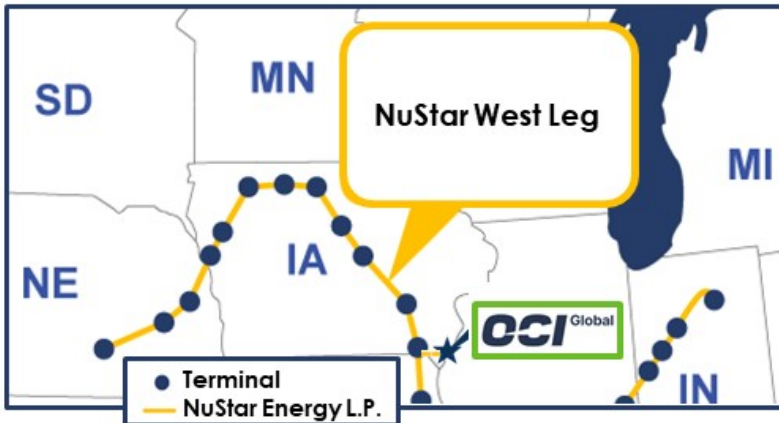 MN
SD
NuStar West Leg
MI
IA
NE
OCI Global
IN
Terminal
NuStar Energy L.P.